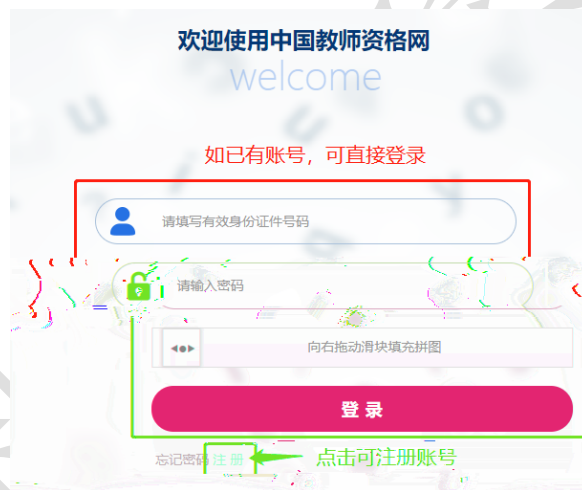 欢迎使用中国教师资格网
welcome
如已有账号，可直接登录
请填写有效身份证件号码
请输入密码
向右拖动滑块填充拼图
登录
忘记密码 注册 点击可注册账号